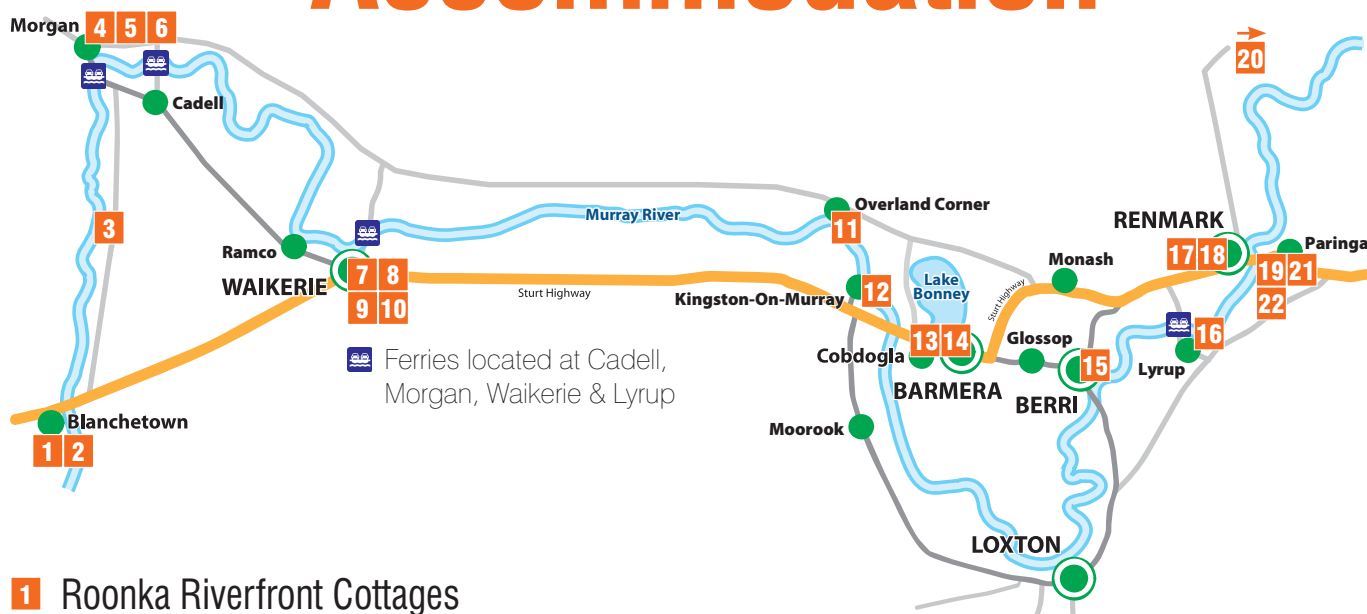 Accommodation
Morgan
4 5 6
20
Cadell
3
Murray River
Overland Corner
11
RENMARK
17 18
Paringa
19 21
22
Ramco
WAIKERIE
7 8
9 10
Sturt Highway
Kingston-On-Murray
12
Lake
Bonney
Sturt Highway
Monash
Ferries located at Cadell,
Morgan, Waikerie & Lyrup
Cobdogla
13 14
BARMERA
Glossop
15
BERRI
16
Lyrup
Blanchetown
1 2
Moorook
LOXTON
1 Roonka Riverfront Cottages